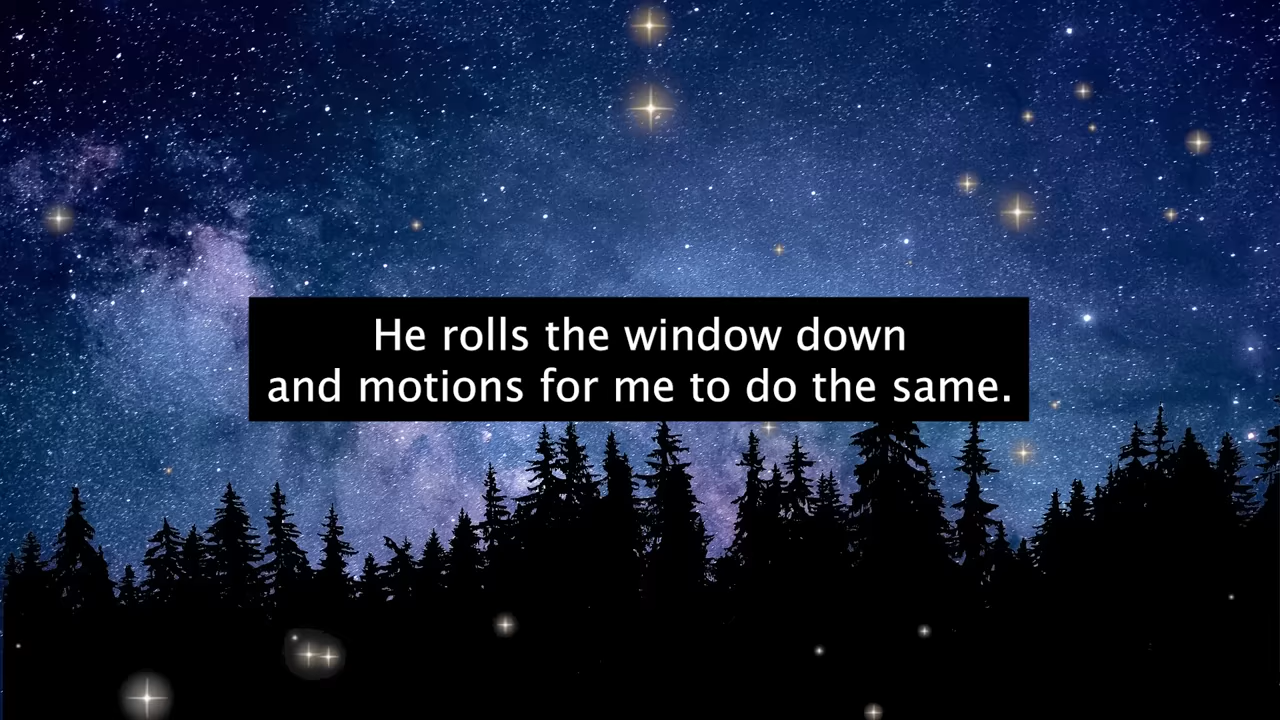 He rolls the window down
and motions for me to do the same.